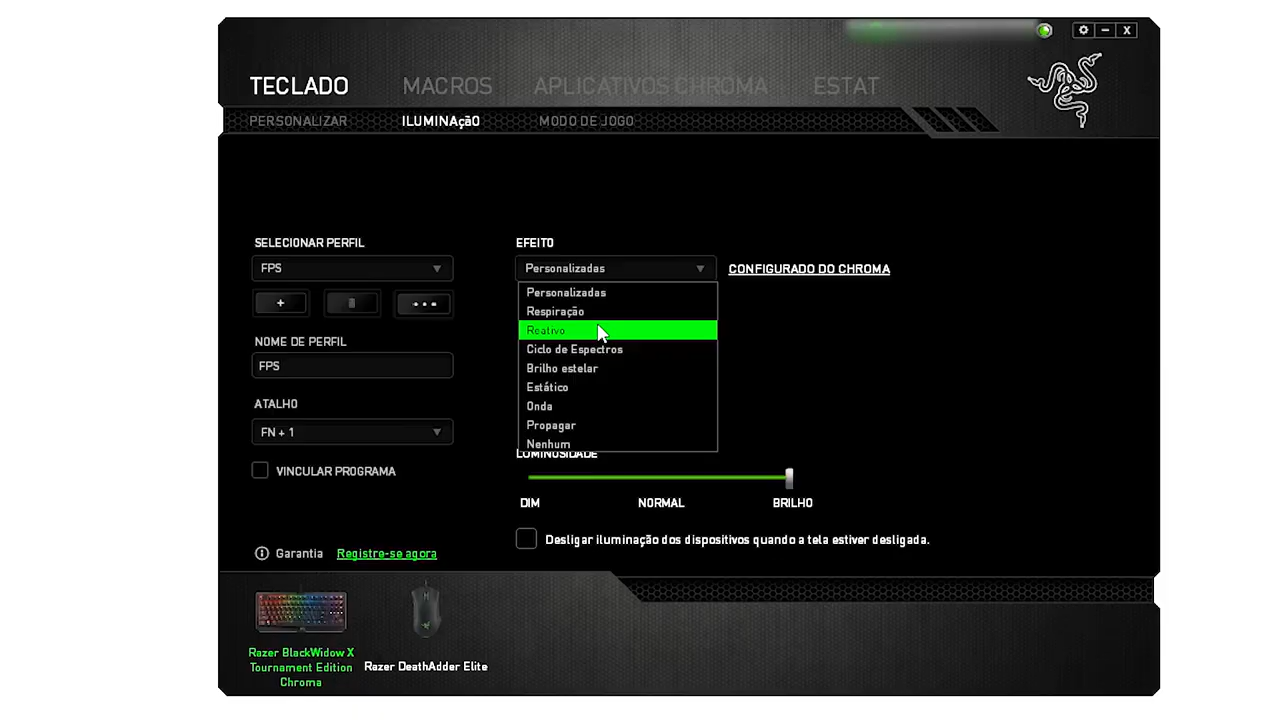 X
TECLADO MACROS APLICATIVOS CHROMA ESTAT
PERSONALIZAR ILUMINAçãO MODO DE JOGO
SELECIONAR PERFIL
FPS
+
NOME DE PERFIL
FPS
ATALHO
FN + 1
VINCULAR PROGRAMA
Garantia Registre-se agora
EFEITO
Personalizadas
CONFIGURADO DO CHROMA
Personalizadas
Respiração
Reativo
Ciclo de Espectros
Brilho estelar
Estático
Onda
Propagar
Nenhum
LUMINOSIDADE
DIM NORMAL BRILHO
Desligar iluminação dos dispositivos quando a tela estiver desligada.
Razer BlackWidow X
Tournament Edition
Chroma
Razer DeathAdder Elite